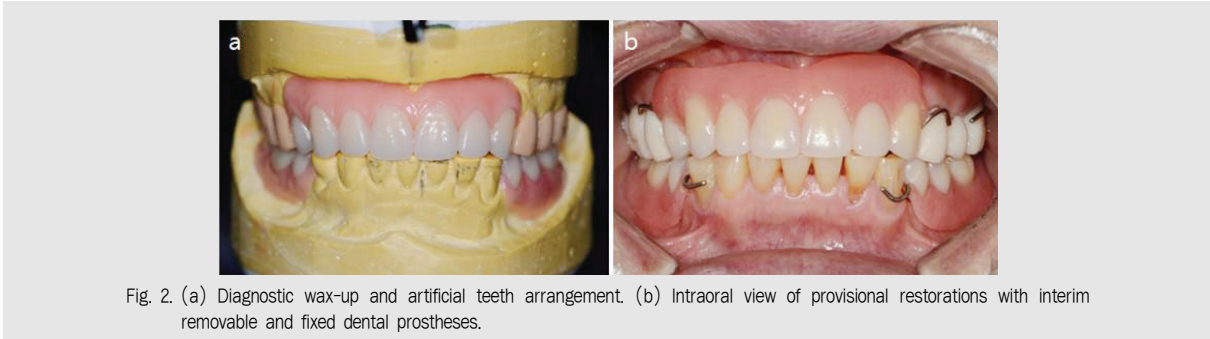 a
b
Fig. 2. (a) Diagnostic wax-up and artificial teeth arrangement. (b) Intraoral view of provisional restorations with interim
removable and fixed dental prostheses.